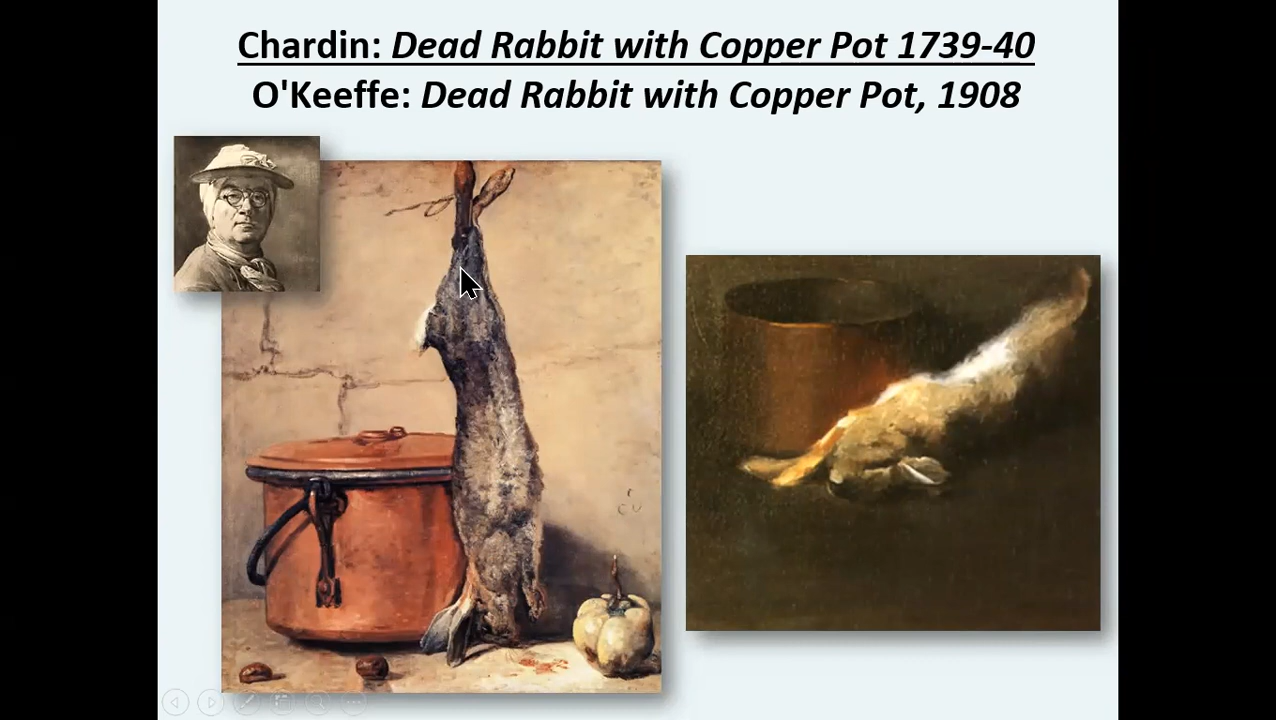 Chardin: Dead Rabbit with Copper Pot 1739-40
O'Keeffe: Dead Rabbit with Copper Pot, 1908